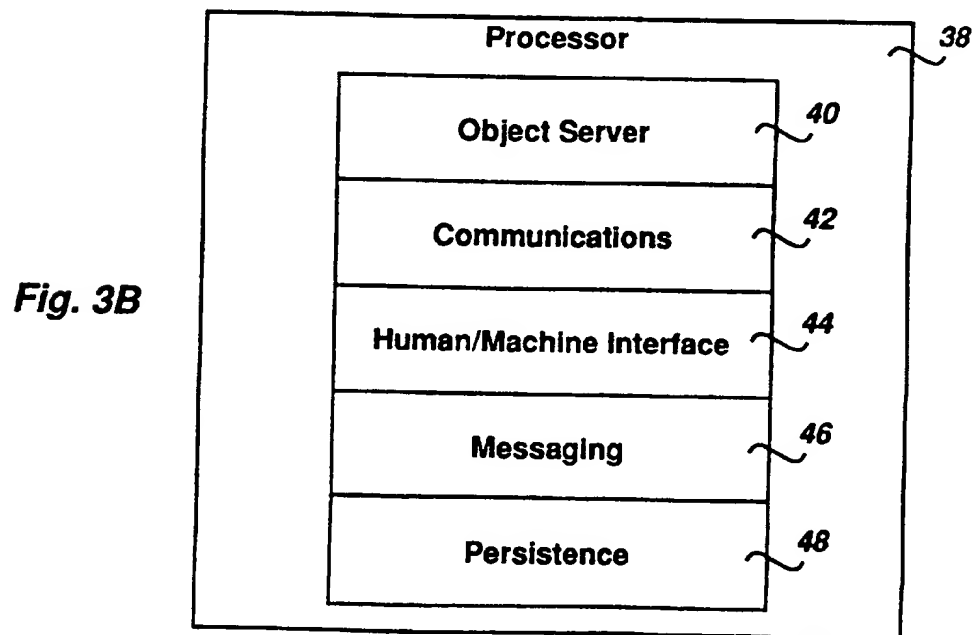 Processor 38
Object Server 40
Communications 42
Fig. 3B
Human/Machine Interface 44
Messaging 46
Persistence 48